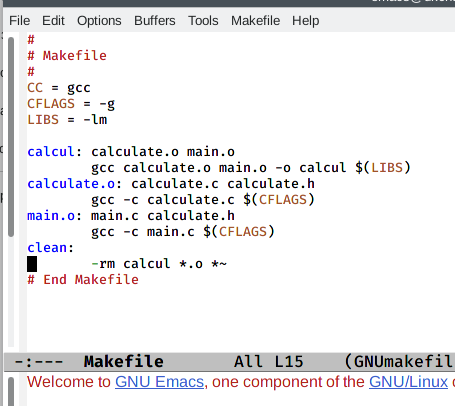 File Edit Options Buffers Tools Makefile Help
#
# Makefile
#
CC = gcc
CFLAGS = -g
LIBS = -lm
calcul: calculate.o main.o
gcc calculate.o main.o -o calcul $(LIBS)
calculate.o: calculate.c calculate.h
gcc -c calculate.c $(CFLAGS)
main.o: main.c calculate.h
gcc -c main.c $(CFLAGS)
clean:
-rm calcul *.o *~
# End Makefile
-:--- Makefile All L15 (GNUmakefil
Welcome to GNU Emacs, one component of the GNU/Linux